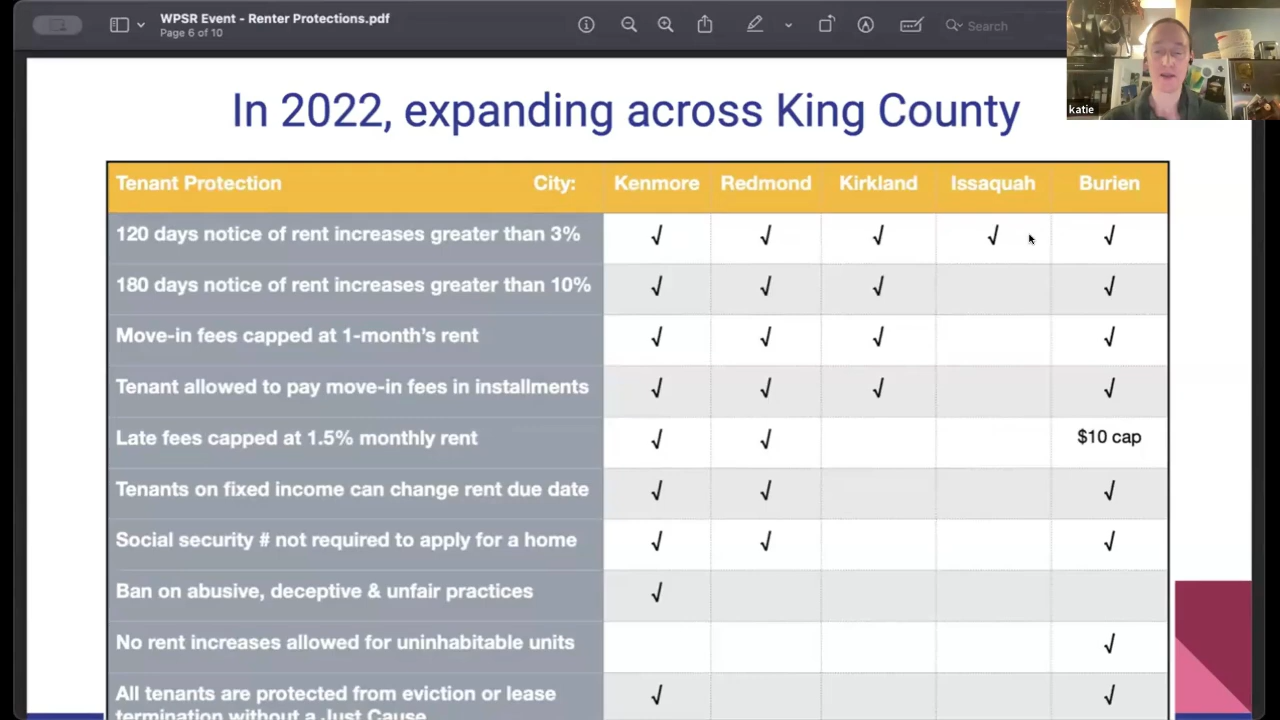 WPSR Event - Renter Protections.pdf
Page 6 of 10
Search
katie
In 2022, expanding across King County
Tenant Protection City: Kenmore Redmond Kirkland Issaquah Burien
120 days notice of rent increases greater than 3% √ √ √ √ √
180 days notice of rent increases greater than 10% √ √ √ √
Move-in fees capped at 1-month’s rent √ √ √ √
Tenant allowed to pay move-in fees in installments √ √ √ √
Late fees capped at 1.5% monthly rent √ √ $10 cap
Tenants on fixed income can change rent due date √ √ √
Social security # not required to apply for a home √ √ √
Ban on abusive, deceptive & unfair practices √
No rent increases allowed for uninhabitable units √
All tenants are protected from eviction or lease √ √
termination without a Just Cause